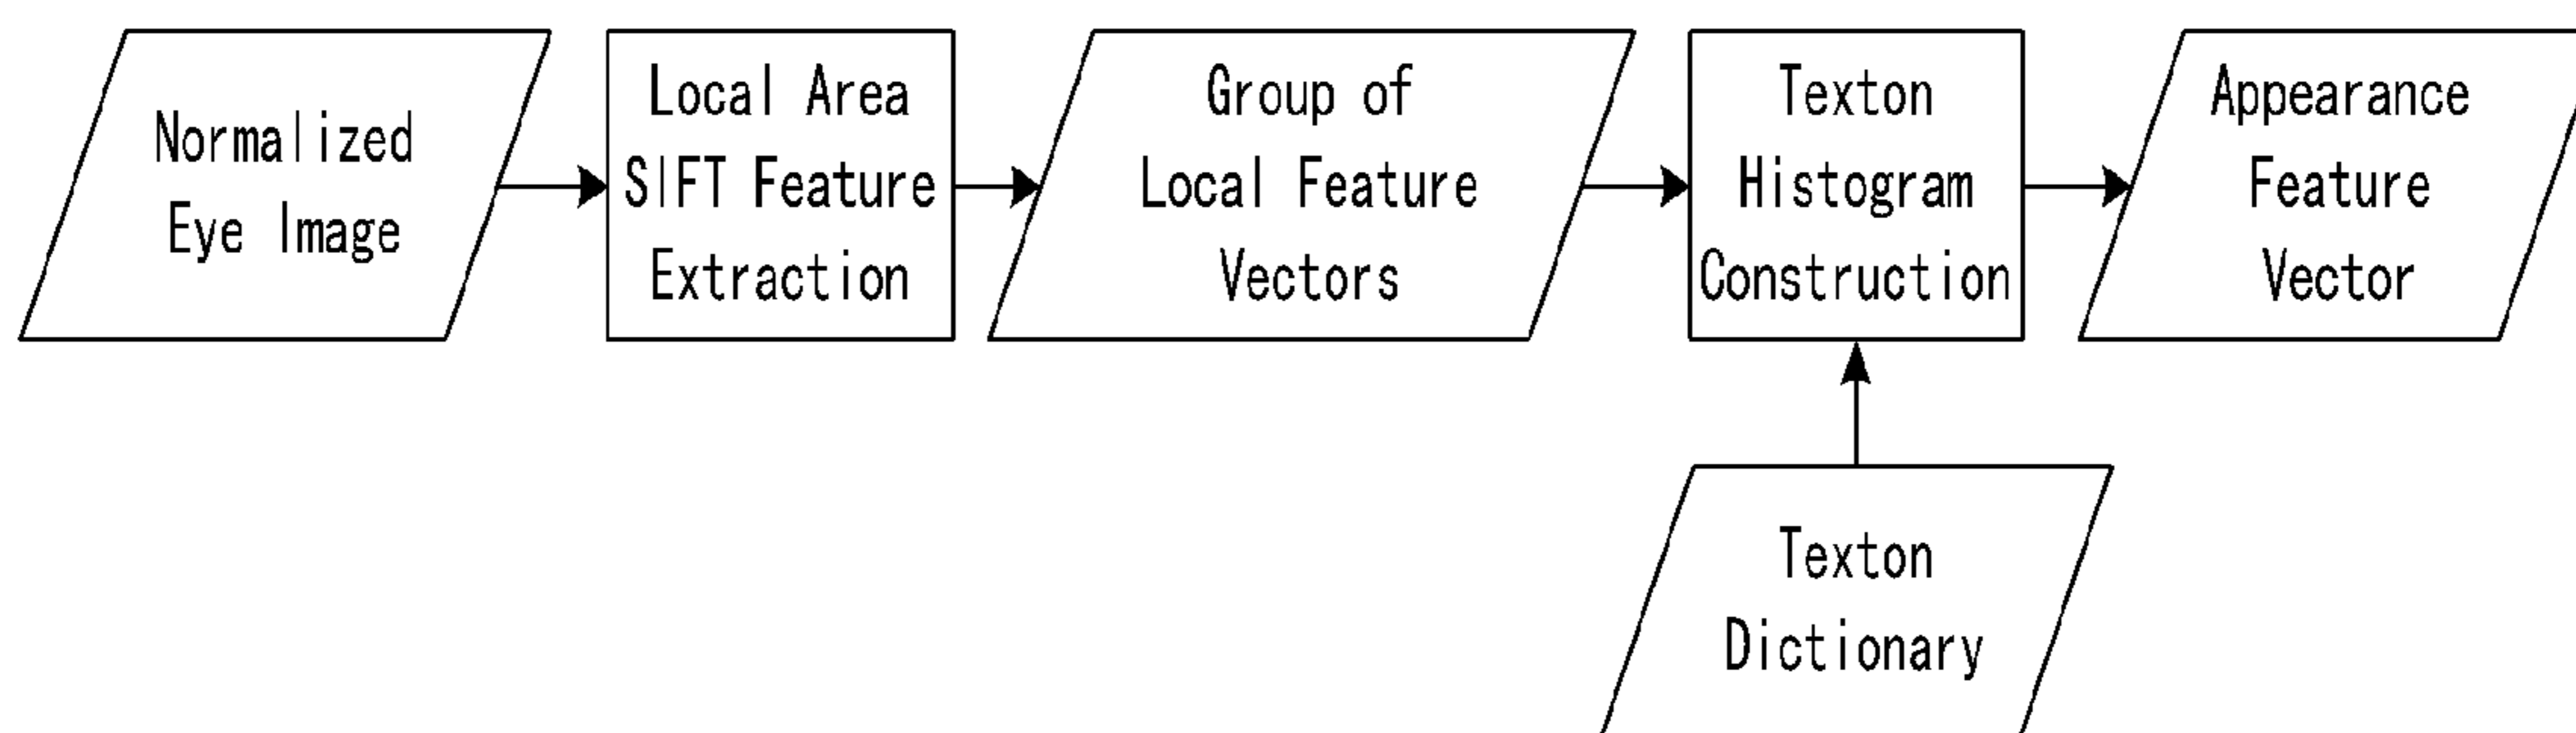 Normalized
Eye Image
Local Area
SIFT Feature
Extraction
Group of
Local Feature
Vectors
Texton
Histogram
Construction
Appearance
Feature
Vector
Texton
Dictionary